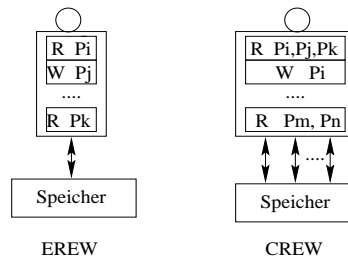 R Pi
W Pj
....
R Pk
Speicher
EREW
R Pi,Pj,Pk
W Pi
....
R Pm, Pn
....
Speicher
CREW